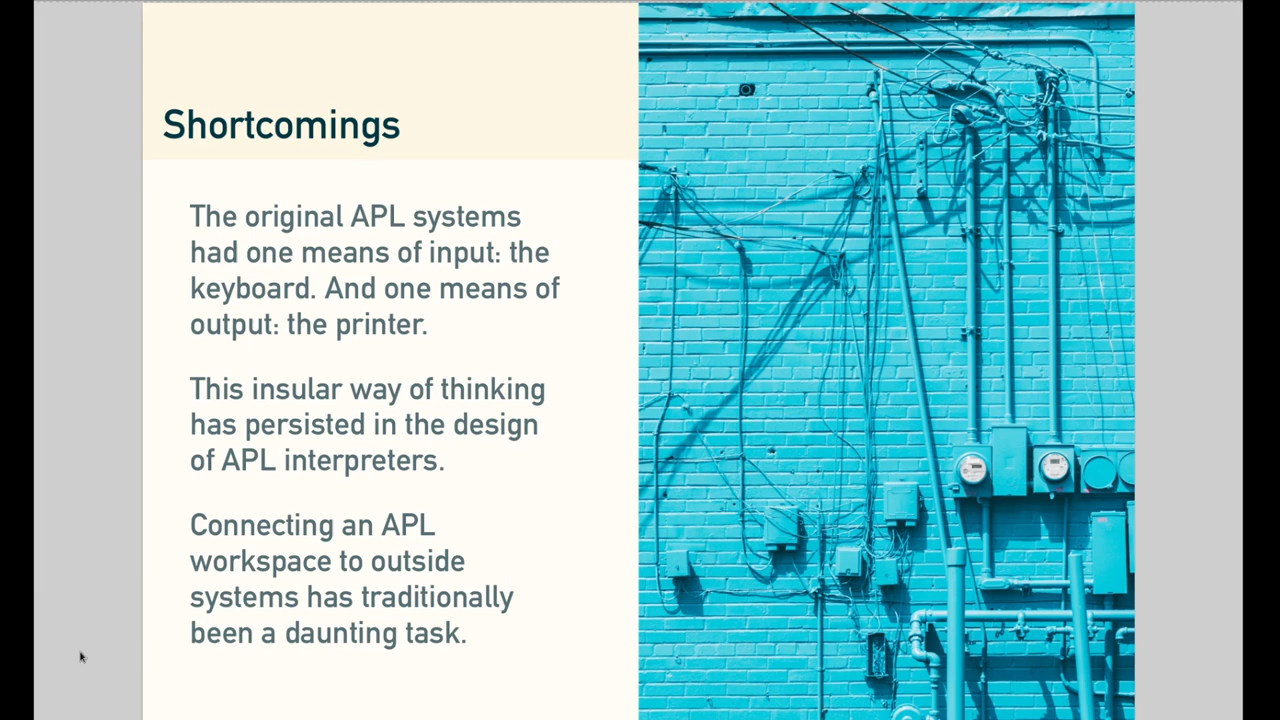 Shortcomings
The original APL systems
had one means of input: the
keyboard. And one means of
output: the printer.
This insular way of thinking
has persisted in the design
of APL interpreters.
Connecting an APL
workspace to outside
systems has traditionally
been a daunting task.